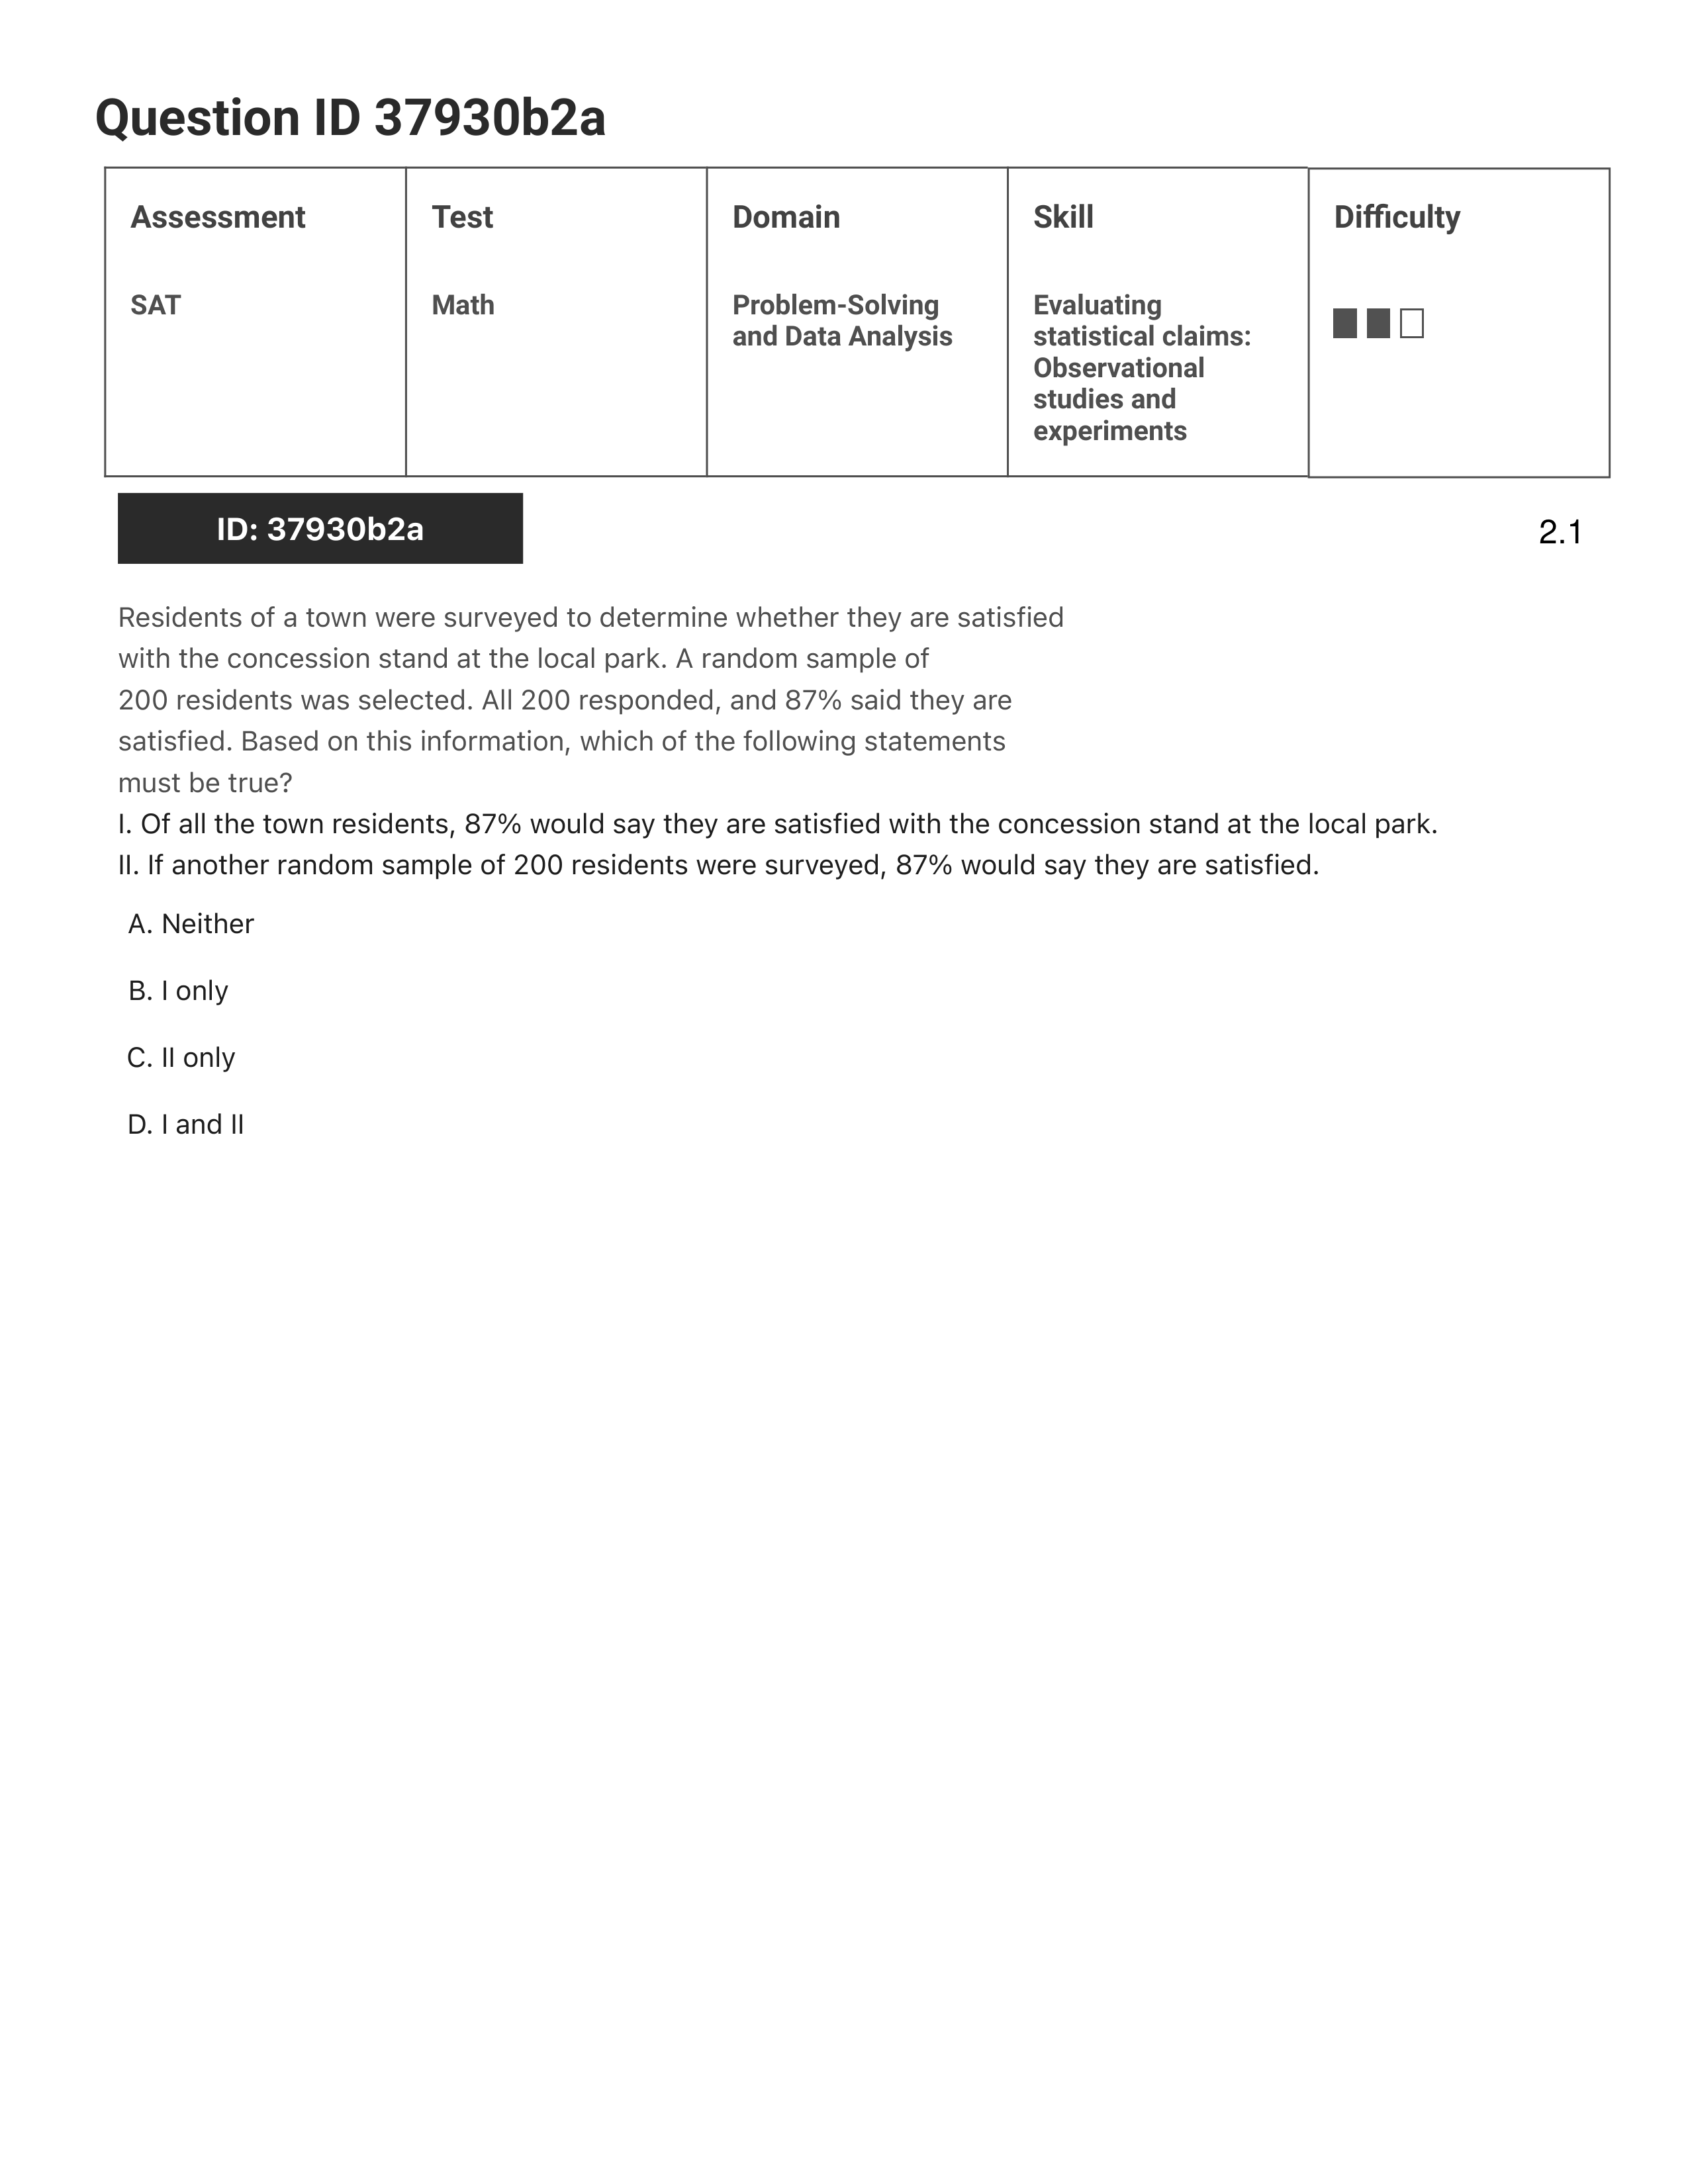 Question ID 37930b2a
Assessment
Test
Domain
Skill
Difficulty
SAT
Math
Problem-Solving
and Data Analysis
Evaluating
statistical claims:
Observational
studies and
experiments
ID: 37930b2a
2.1
Residents of a town were surveyed to determine whether they are satisfied
with the concession stand at the local park. A random sample of
200 residents was selected. All 200 responded, and 87% said they are
satisfied. Based on this information, which of the following statements
must be true?
I. Of all the town residents, 87% would say they are satisfied with the concession stand at the local park.
II. If another random sample of 200 residents were surveyed, 87% would say they are satisfied.
A. Neither
B. I only
C. II only
D. I and II